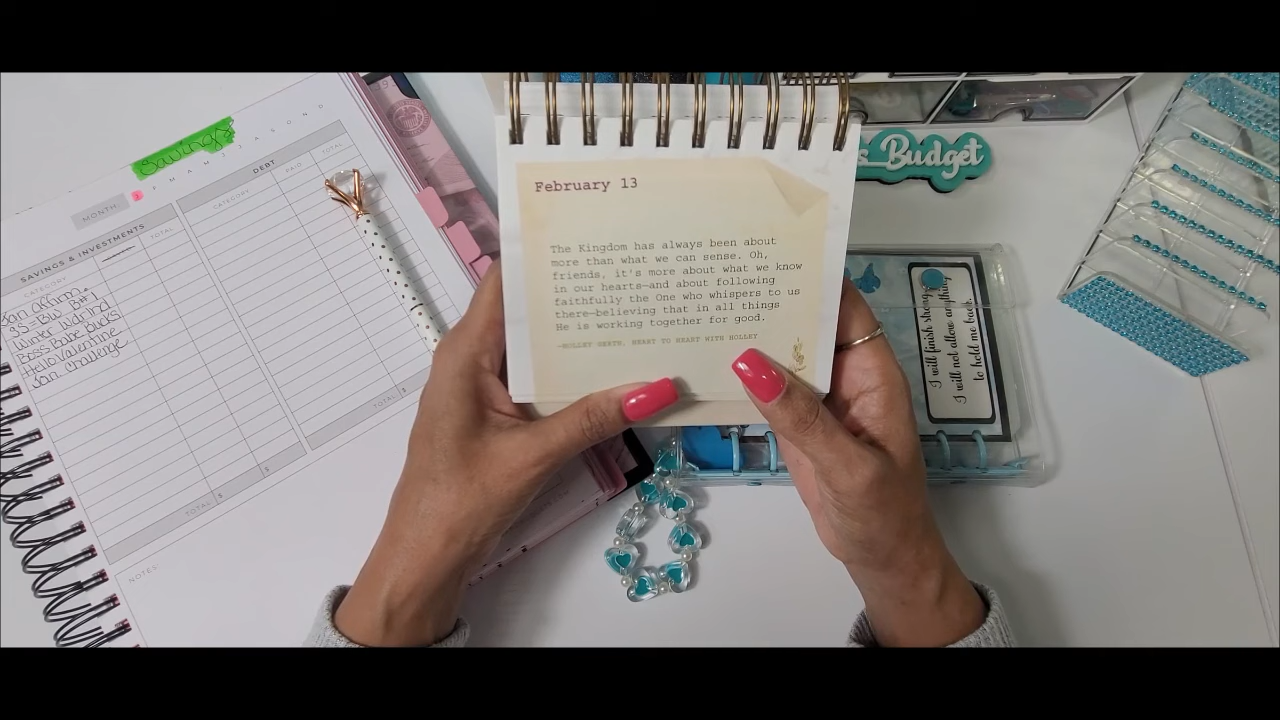 February 13
The Kingdom has always been about
more than what we can sense. Oh,
friends, it's more about what we know
in our hearts—and about following
faithfully the One who whispers to us
there—believing that in all things
He is working together for good.
—HOLLEY GERTH, HEART TO HEART WITH HOLLEY
Savings
MONTH: J F M A M J J A S O N D
SAVINGS & INVESTMENTS
CATEGORY
TOTAL
DEBT
CATEGORY PAID TOTAL
Jan Affirm.
Boss Babe Bucks
Hello Valentine
Jan Challenge
TOTAL $ $
TOTAL $
NOTES:
s Budget
I will finish strong
I will not allow anything
to hold me back.